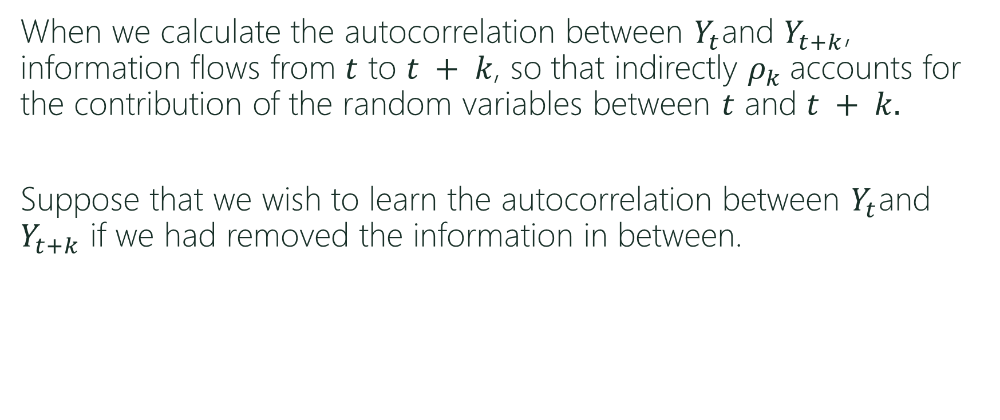 When we calculate the autocorrelation between Y_t and Y_{t+k},
information flows from t to t + k, so that indirectly ρ_k accounts for
the contribution of the random variables between t and t + k.
Suppose that we wish to learn the autocorrelation between Y_t and
Y_{t+k} if we had removed the information in between.